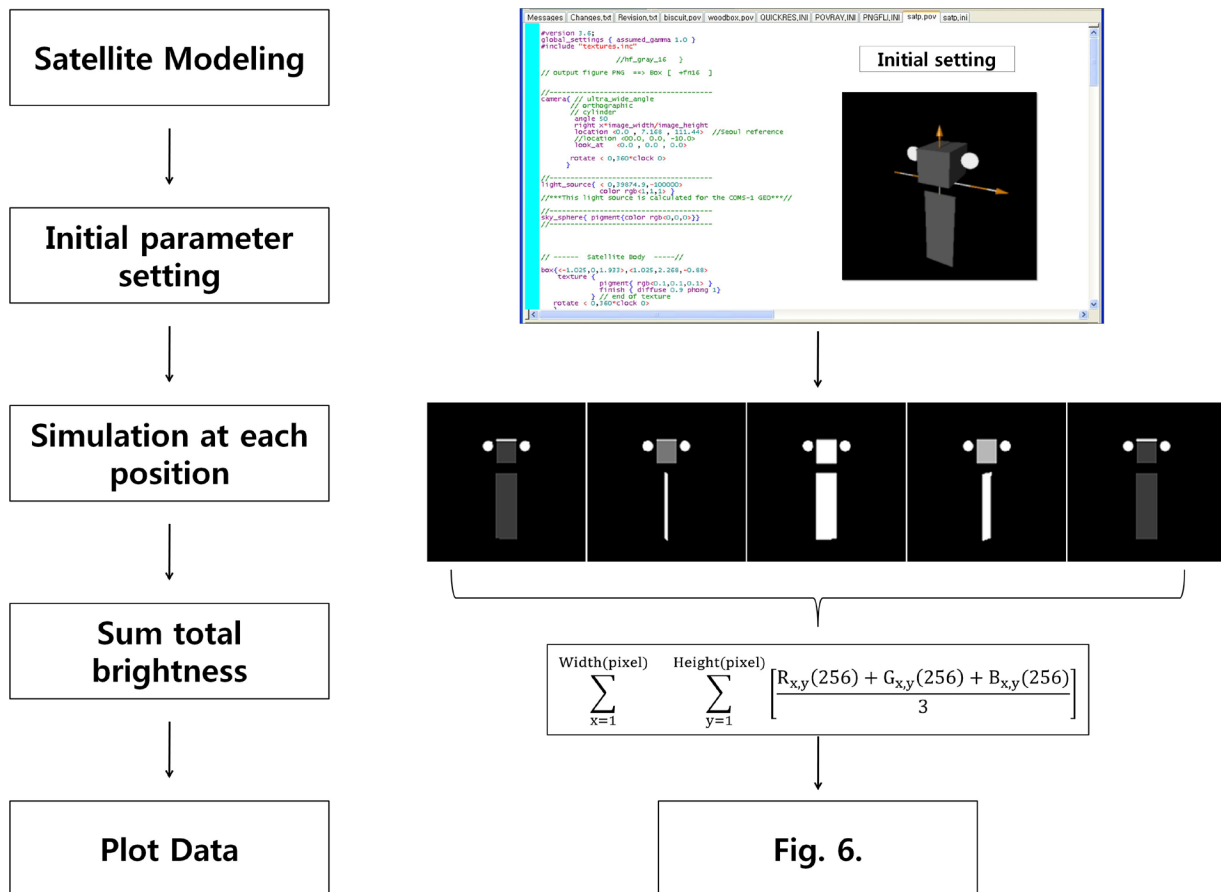 Satellite Modeling
Initial parameter
setting
Simulation at each
position
Sum total
brightness
Plot Data
Messages Changes.txt Revision.txt biscuit.pov woodbox.pov QUICKRES.INI POVRAY.INI PNGFLI.INI satp.pov satp.ini
#version 3.6;
global_settings { assumed_gamma 1.0 }
#include "textures.inc"
//hf_gray_16 }
// Output figure PNG ==> Box [ +fn16 ]
//---------------------------------------
camera{ // ultra_wide_angle
// orthographic
// cylinder
angle 50
right x*image_width/image_height
location <0.0 , 7.168 , 111.44> //Seoul reference
//location <00.0, 0.0, -10.0>
look_at <0.0 , 0.0 , 0.0>
rotate < 0,360*clock 0>
}
//---------------------------------------
light_source{ < 0,39874.9,-100000>
color rgb<1,1,1> }
//***This light source is calculated for the COMS-1 GEO***//
//---------------------------------------
sky_sphere{ pigment{color rgb<0,0,0>}}
//---------------------------------------
// ------ Satellite Body -----//
box{<-1.025,0,1.933>,<1.025,2.268,-0.68>
texture {
pigment{ rgb<0.1,0.1,0.1> }
finish { diffuse 0.9 phong 1}
} // end of texture
rotate < 0,360*clock 0>
Initial setting
Width(pixel) Height(pixel)
∑ ∑ [(R_{x,y}(256) + G_{x,y}(256) + B_{x,y}(256))/3]
x=1 y=1
Fig. 6.